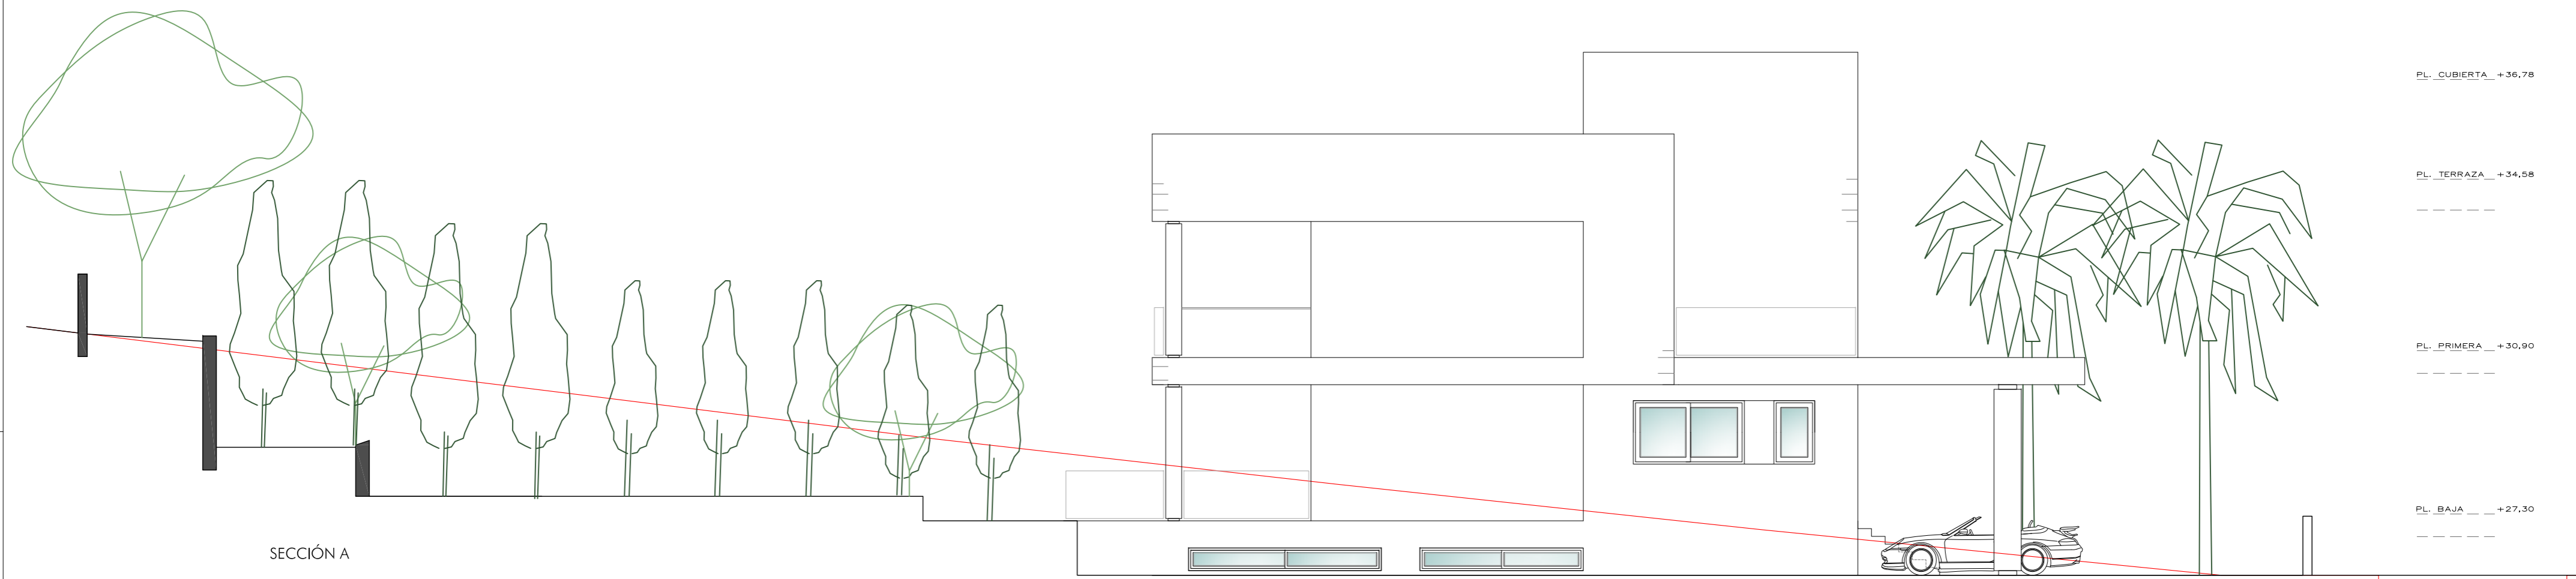 PL. CUBIERTA +36,78
PL. TERRAZA +34,58
PL. PRIMERA +30,90
PL. BAJA +27,30
SECCIÓN A